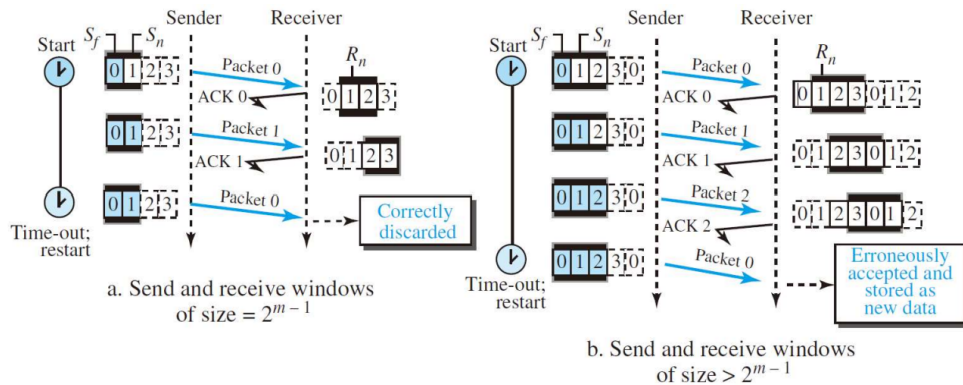 Sender Receiver
Start
S_f S_n
0 1 2 3
Packet 0
R_n
ACK 0
0 1 2 3
0 1 2 3
Packet 1
ACK 1
0 1 2 3
0 1 2 3
Packet 0
Time-out;
restart
Correctly
discarded
a. Send and receive windows
of size = 2^{m – 1}
Sender Receiver
Start
S_f S_n
0 1 2 3 0
Packet 0
R_n
ACK 0
0 1 2 3 0 1 2
0 1 2 3 0
Packet 1
ACK 1
0 1 2 3 0 1 2
0 1 2 3 0
Packet 2
ACK 2
0 1 2 3 0 1 2
0 1 2 3 0
Packet 0
Time-out;
restart
Erroneously
accepted and
stored as
new data
b. Send and receive windows
of size > 2^{m – 1}